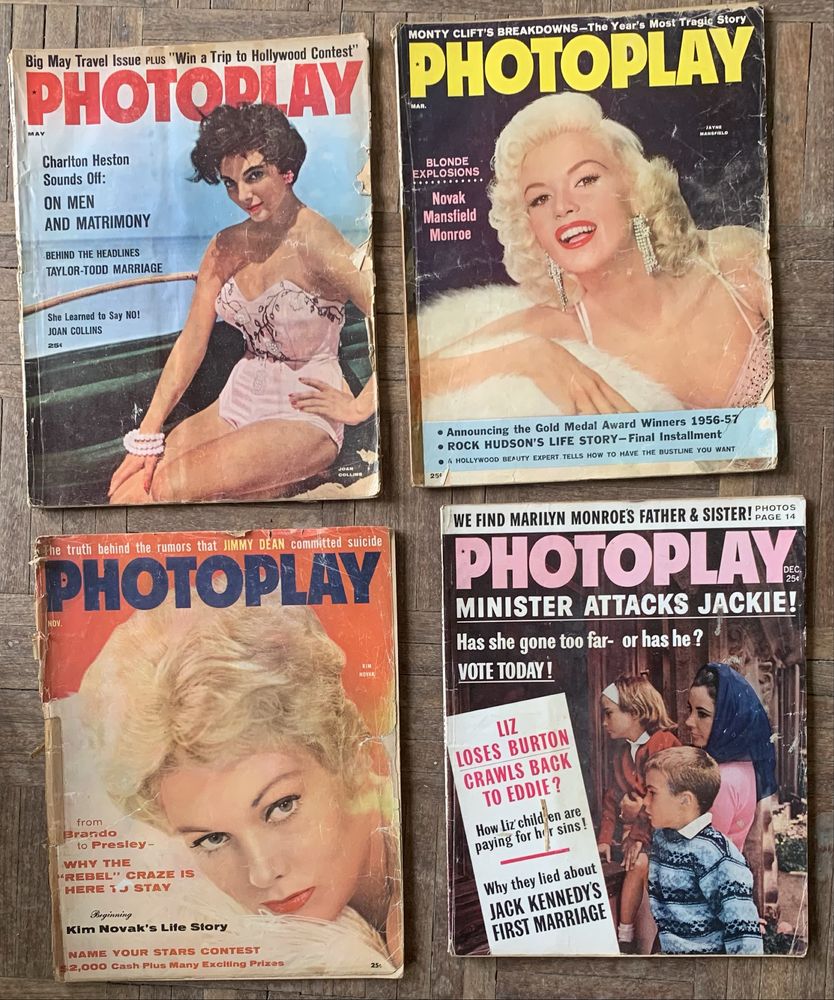 Big May Travel Issue PLUS "Win a Trip to Hollywood Contest"
PHOTOPLAY
MAY
Charlton Heston
Sounds Off:
ON MEN
AND MATRIMONY
BEHIND THE HEADLINES
TAYLOR-TODD MARRIAGE
She Learned to Say NO!
JOAN COLLINS
25¢
JOAN
COLLINS
MONTY CLIFT'S BREAKDOWNS—The Year's Most Tragic Story
PHOTOPLAY
MAR.
JAYNE
MANSFIELD
BLONDE
EXPLOSIONS
Novak
Mansfield
Monroe
• Announcing the Gold Medal Award Winners 1956-57
• ROCK HUDSON'S LIFE STORY—Final Installment
• A HOLLYWOOD BEAUTY EXPERT TELLS HOW TO HAVE THE BUSTLINE YOU WANT
25¢
The truth behind the rumors that JIMMY DEAN committed suicide
PHOTOPLAY
NOV.
KIM
NOVAK
from
Brando
to Presley–
WHY THE
"REBEL" CRAZE IS
HERE TO STAY
Beginning
Kim Novak's Life Story
NAME YOUR STARS CONTEST
$2,000 Cash Plus Many Exciting Prizes
25¢
WE FIND MARILYN MONROE'S FATHER & SISTER! PHOTOS
PAGE 14
PHOTOPLAY
DEC.
25¢
MINISTER ATTACKS JACKIE!
Has she gone too far- or has he?
VOTE TODAY!
LIZ
LOSES BURTON
CRAWLS BACK
TO EDDIE?
How Liz' children are
paying for her sins!
Why they lied about
JACK KENNEDY'S
FIRST MARRIAGE